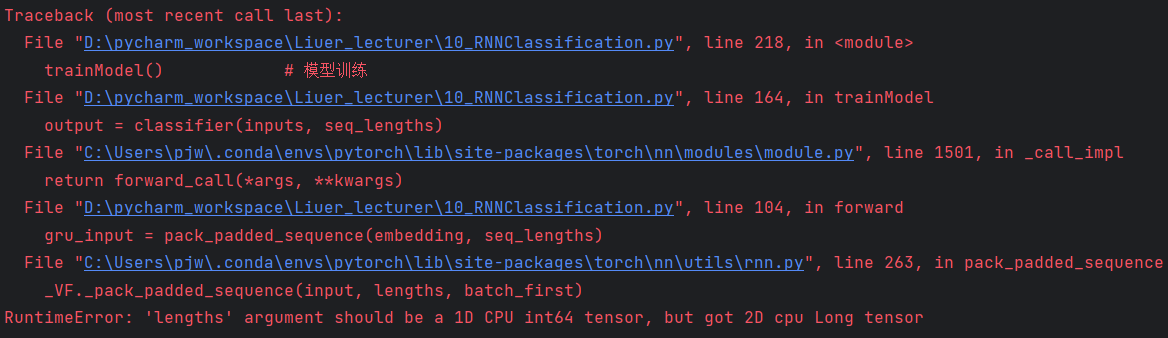 Traceback (most recent call last):
  File "D:\pycharm_workspace\Liuer_lecturer\10_RNNClassification.py", line 218, in <module>
    trainModel()            # 模型训练
  File "D:\pycharm_workspace\Liuer_lecturer\10_RNNClassification.py", line 164, in trainModel
    output = classifier(inputs, seq_lengths)
  File "C:\Users\pjw\.conda\envs\pytorch\lib\site-packages\torch\nn\modules\module.py", line 1501, in _call_impl
    return forward_call(*args, **kwargs)
  File "D:\pycharm_workspace\Liuer_lecturer\10_RNNClassification.py", line 104, in forward
    gru_input = pack_padded_sequence(embedding, seq_lengths)
  File "C:\Users\pjw\.conda\envs\pytorch\lib\site-packages\torch\nn\utils\rnn.py", line 263, in pack_padded_sequence
    _VF._pack_padded_sequence(input, lengths, batch_first)
RuntimeError: 'lengths' argument should be a 1D CPU int64 tensor, but got 2D cpu Long tensor